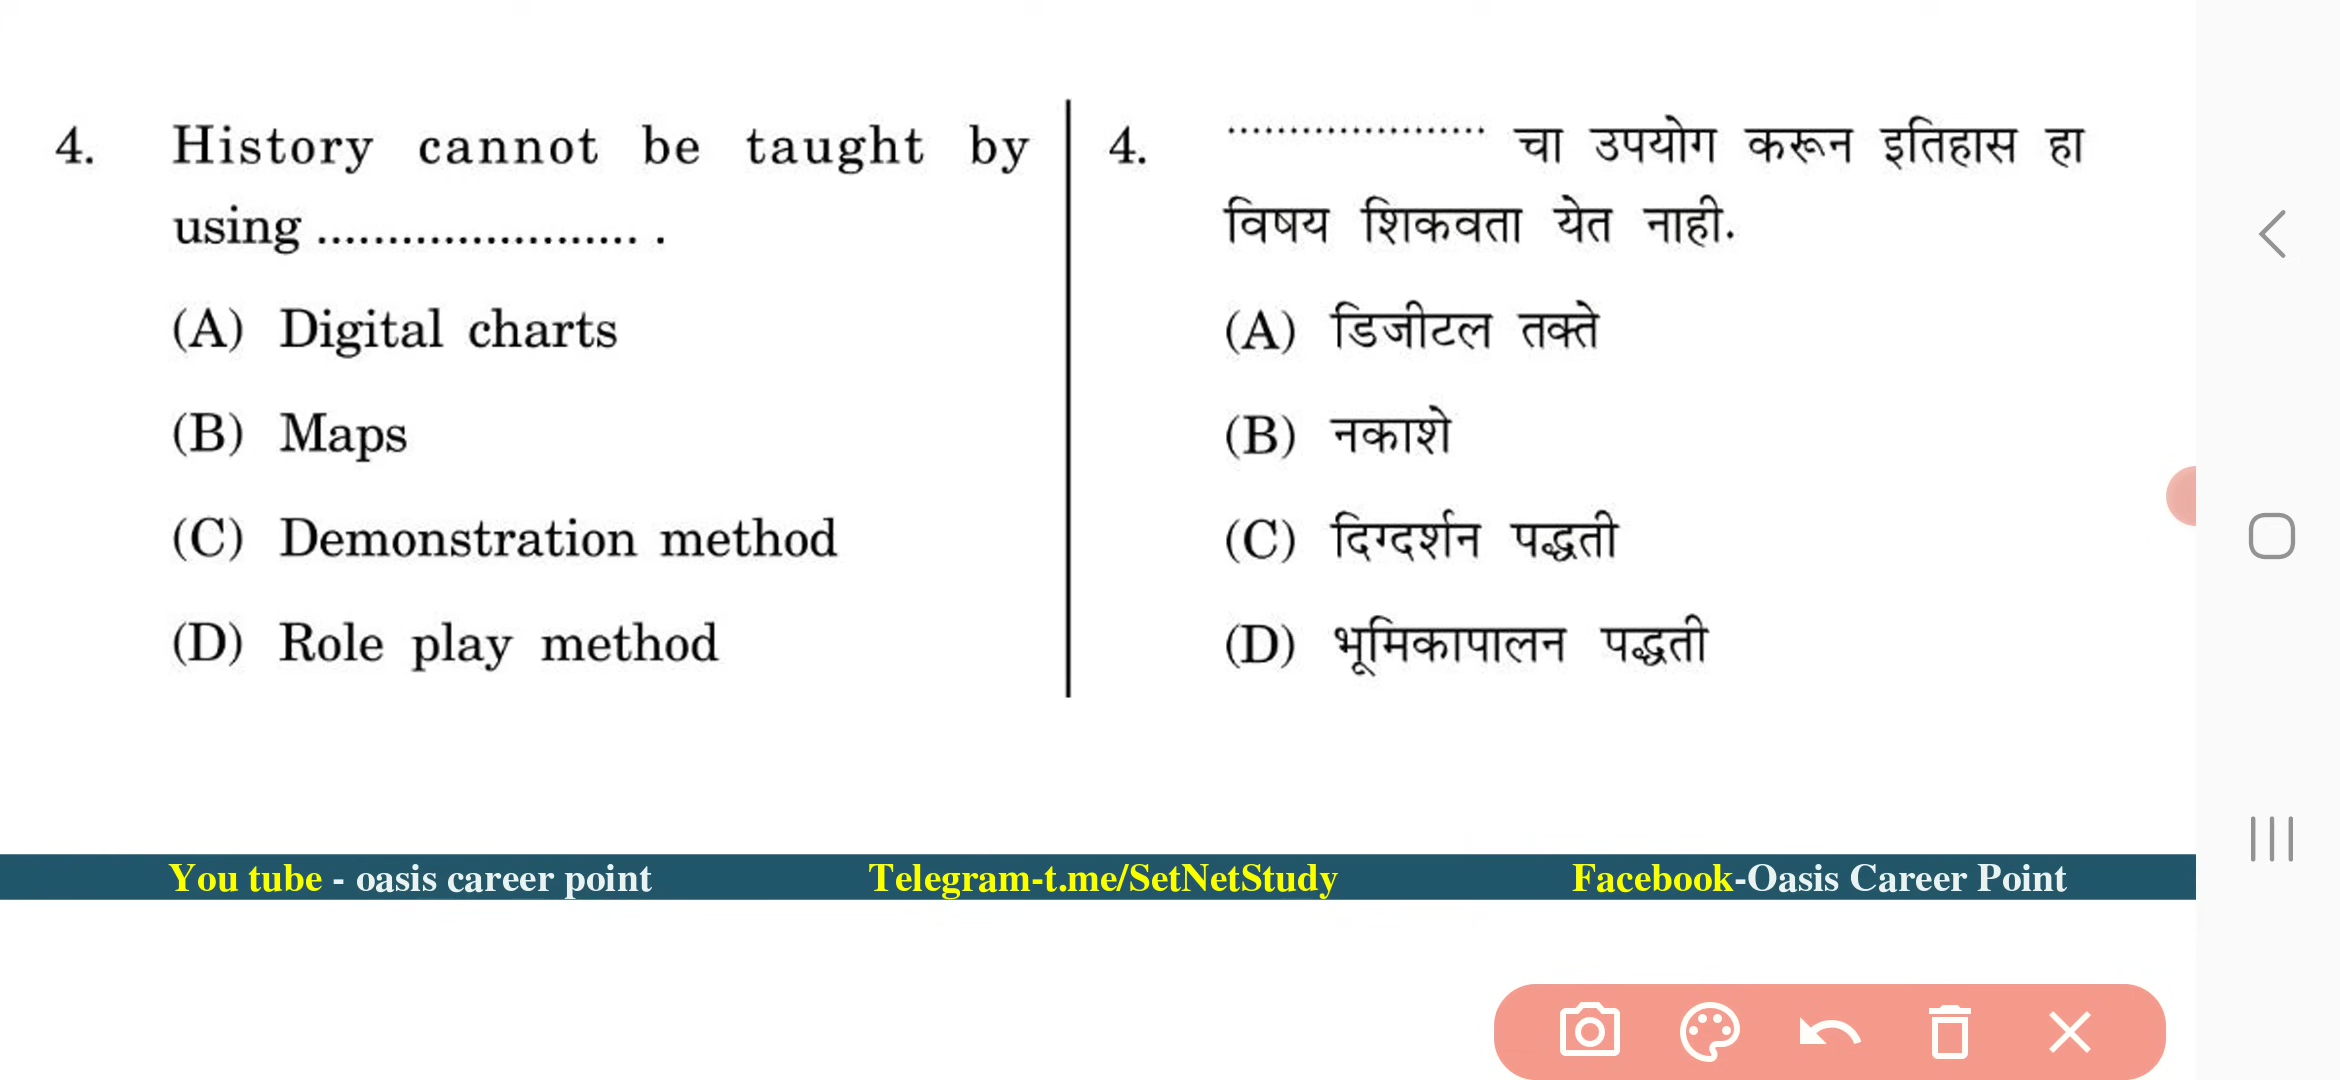 4. History cannot be taught by
using ....................... .
(A) Digital charts
(B) Maps
(C) Demonstration method
(D) Role play method
4. ..................... चा उपयोग करून इतिहास हा
विषय शिकवता येत नाही.
(A) डिजीटल तक्ते
(B) नकाशे
(C) दिग्दर्शन पद्धती
(D) भूमिकापालन पद्धती
You tube - oasis career point Telegram-t.me/SetNetStudy Facebook-Oasis Career Point